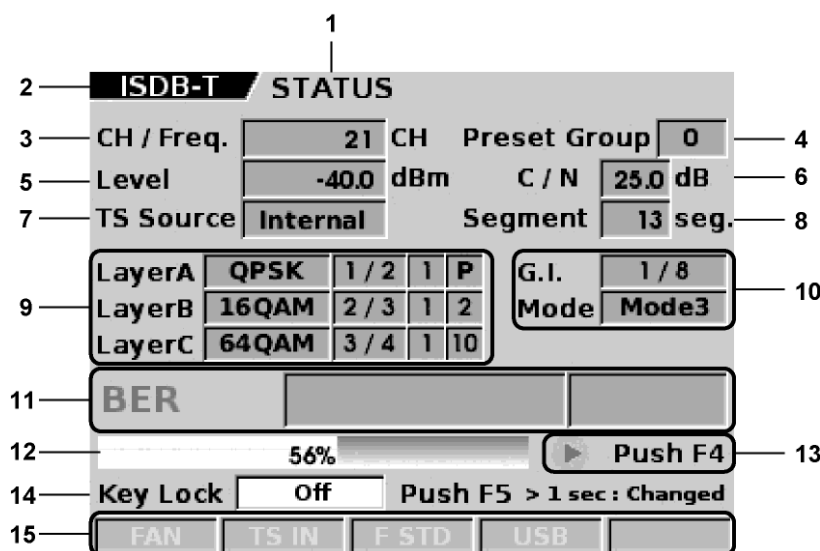 1
2 ISDB-T STATUS
3 CH / Freq. 21 CH Preset Group 0 4
5 Level -40.0 dBm C / N 25.0 dB 6
7 TS Source Internal Segment 13 seg. 8
LayerA QPSK 1 / 2 1 P G.I. 1 / 8
9 LayerB 16QAM 2 / 3 1 2 Mode Mode3 10
LayerC 64QAM 3 / 4 1 10
11 BER
12 56% Push F4 13
14 Key Lock Off Push F5 > 1 sec : Changed
15 FAN TS IN F STD USB